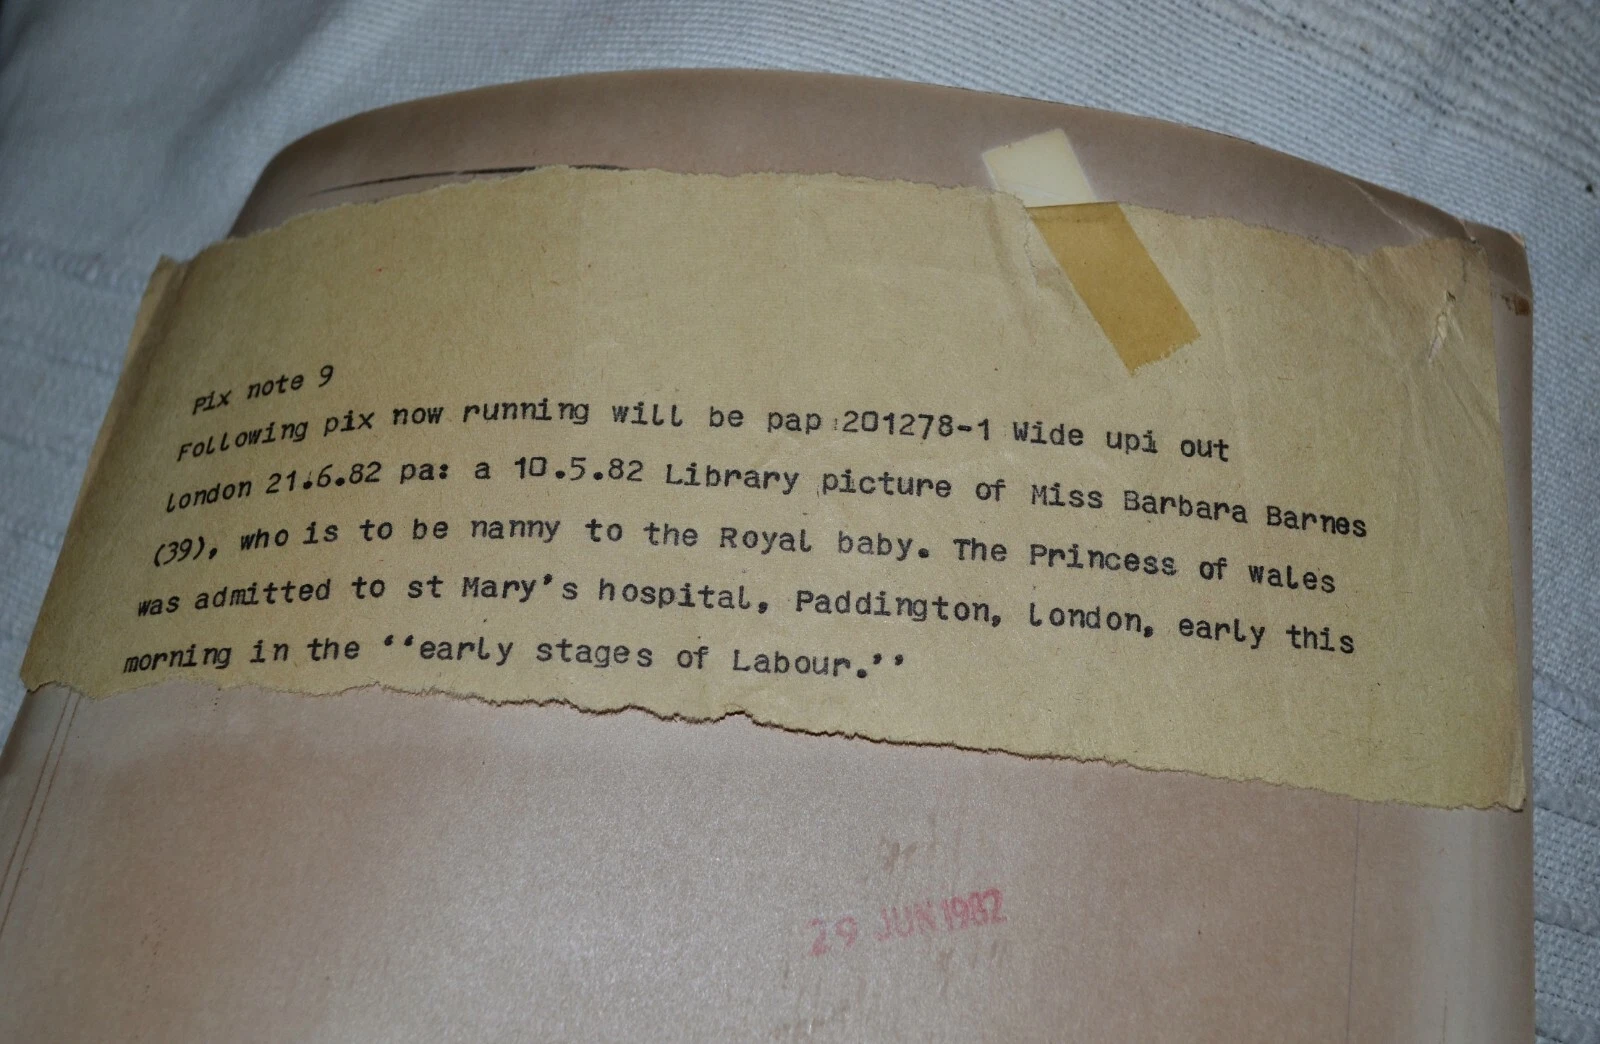 pix note 9
Following pix now running will be pap 201278-1 Wide upi out
London 21.6.82 pa: a 10.5.82 Library picture of Miss Barbara Barnes
(39), who is to be nanny to the Royal baby. The Princess of wales
was admitted to st Mary's hospital, Paddington, London, early this
morning in the ‘‘early stages of Labour.’’
29 JUN 1982